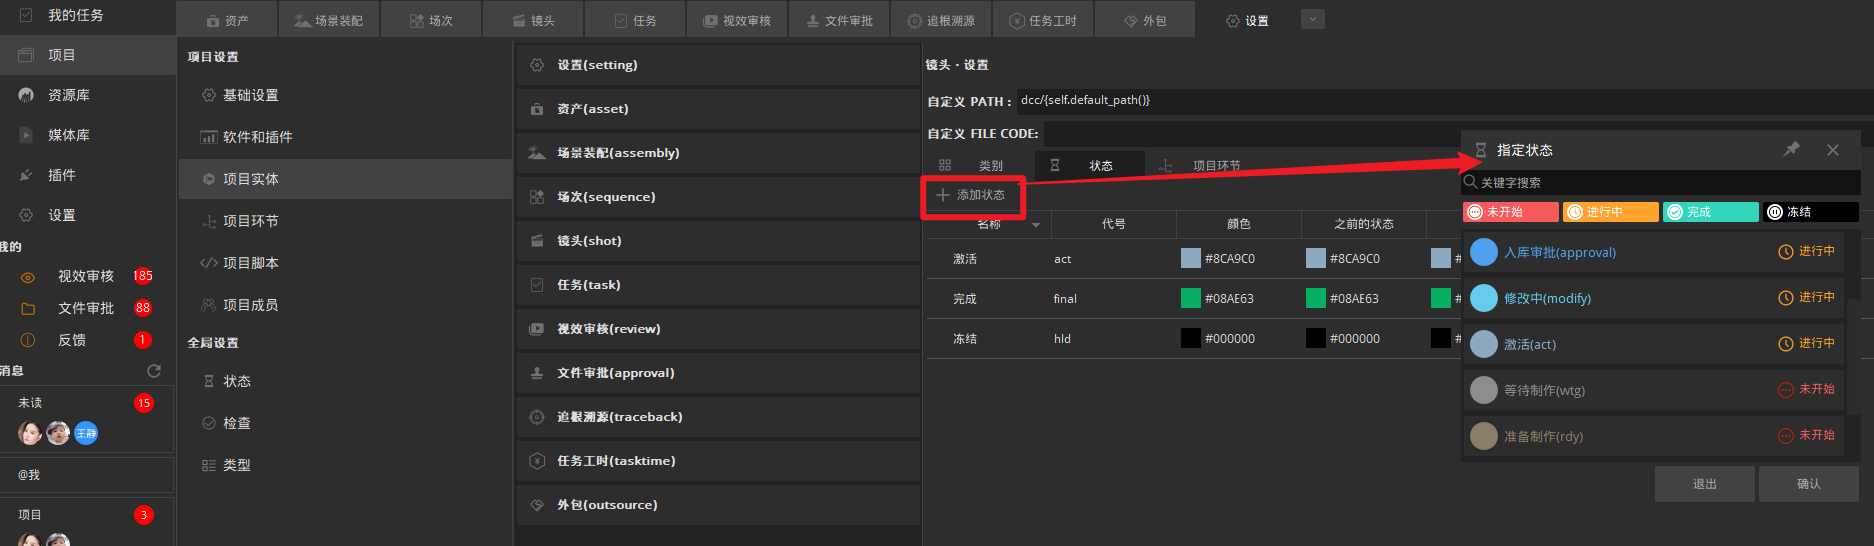 我的任务
项目
资源库
媒体库
插件
设置
我的
视效审核 185
文件审批 88
反馈 1
消息
未读 15
王静
@我
项目 3
资产 场景装配 场次 镜头 任务 视效审核 文件审批 追根溯源 任务工时 外包 设置
项目设置
基础设置
软件和插件
项目实体
项目环节
项目脚本
项目成员
全局设置
状态
检查
类型
设置(setting)
资产(asset)
场景装配(assembly)
场次(sequence)
镜头(shot)
任务(task)
视效审核(review)
文件审批(approval)
追根溯源(traceback)
任务工时(tasktime)
外包(outsource)
镜头 · 设置
自定义 PATH : dcc/{self.default_path()}
自定义 FILE CODE:
类别 状态 项目环节
添加状态
名称 代号 颜色 之前的状态
激活 act #8CA9C0 #8CA9C0 #
完成 final #08AE63 #08AE63 #
冻结 hld #000000 #000000 #
指定状态
关键字搜索
未开始 进行中 完成 冻结
入库审批(approval) 进行中
修改中(modify) 进行中
激活(act) 进行中
等待制作(wtg) 未开始
准备制作(rdy) 未开始
退出 确认